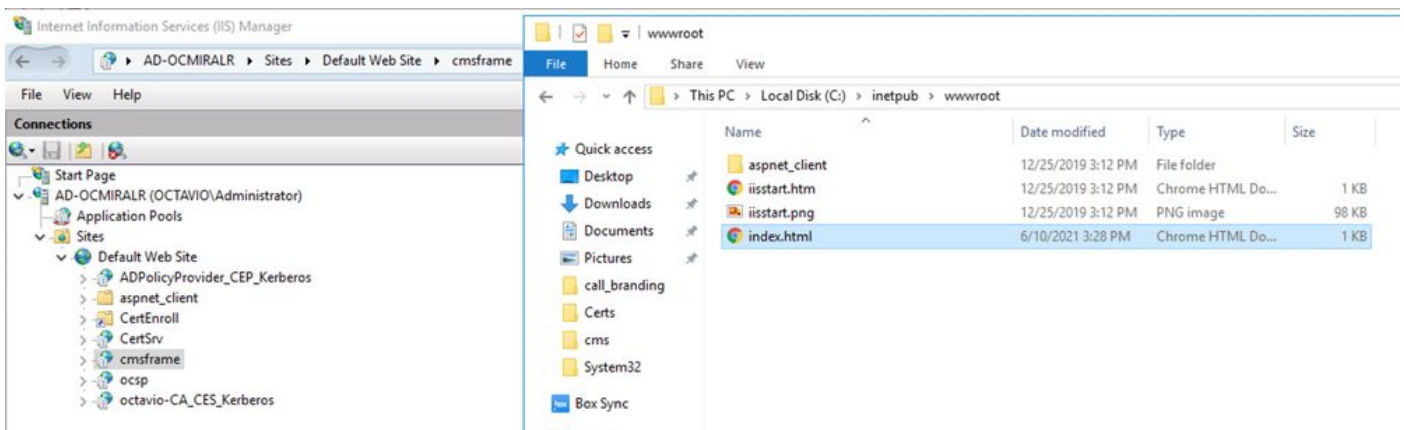 Internet Information Services (IIS) Manager
AD-OCMIRALR Sites Default Web Site cmsframe
File View Help
Connections
Start Page
AD-OCMIRALR (OCTAVIO\Administrator)
Application Pools
Sites
Default Web Site
ADPolicyProvider_CEP_Kerberos
aspnet_client
CertEnroll
CertSrv
cmsframe
ocsp
octavio-CA_CES_Kerberos
wwwroot
File Home Share View
This PC Local Disk (C:) inetpub wwwroot
Name Date modified Type Size
Quick access
Desktop
Downloads
Documents
Pictures
call_branding
Certs
cms
System32
Box Sync
aspnet_client 12/25/2019 3:12 PM File folder
iisstart.htm 12/25/2019 3:12 PM Chrome HTML Do... 1 KB
iisstart.png 12/25/2019 3:12 PM PNG image 98 KB
index.html 6/10/2021 3:28 PM Chrome HTML Do... 1 KB